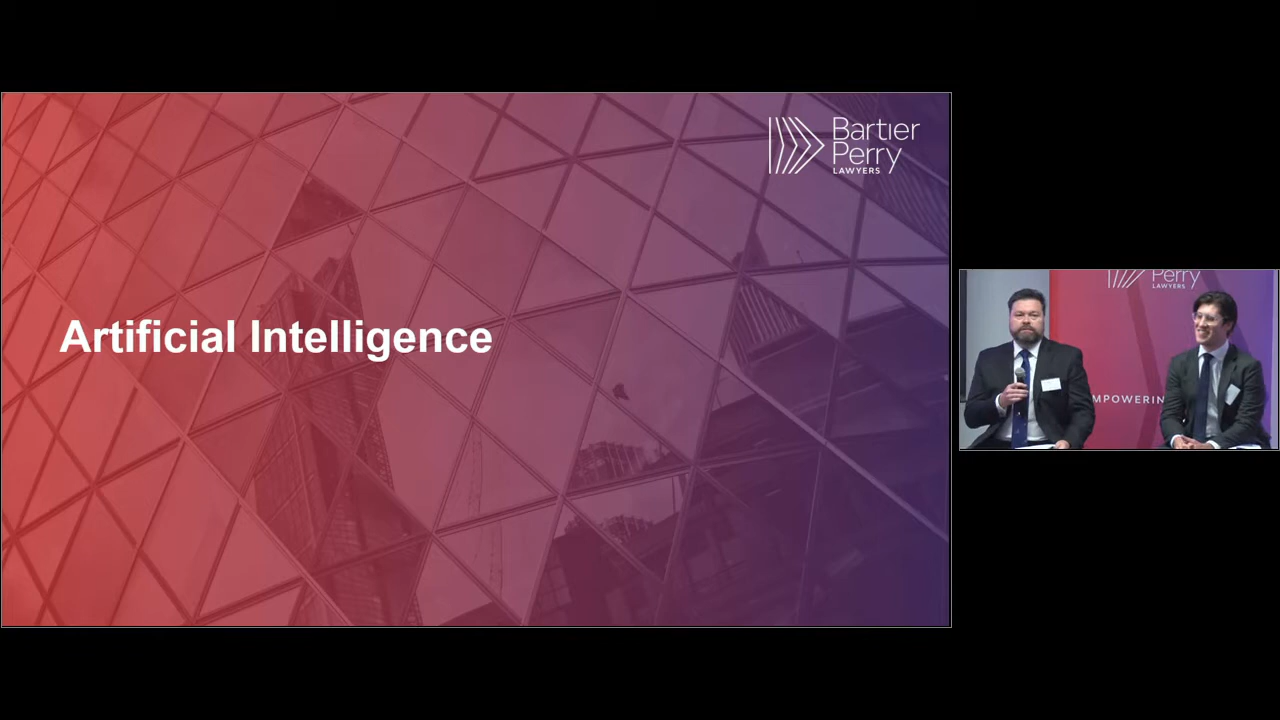 Bartier
Perry
LAWYERS
Artificial Intelligence
Perry
LAWYERS
MPOWERIN